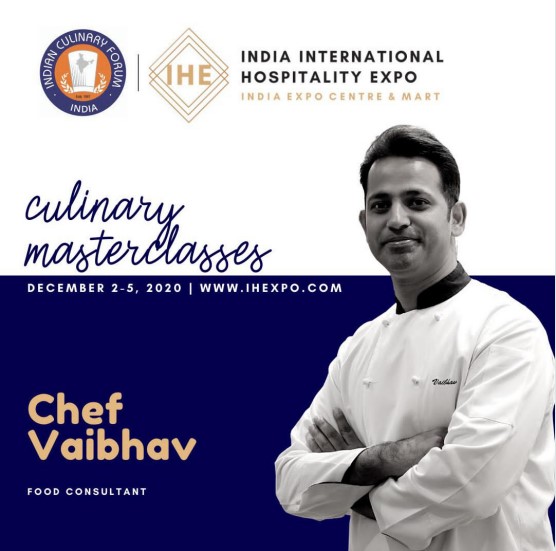 INDIAN CULINARY FORUM
INDIA
IHE
INDIA INTERNATIONAL
HOSPITALITY EXPO
INDIA EXPO CENTRE & MART
culinary
masterclasses
DECEMBER 2-5, 2020 | WWW.IHEXPO.COM
Vaibhav
Chef
Vaibhav
FOOD CONSULTANT